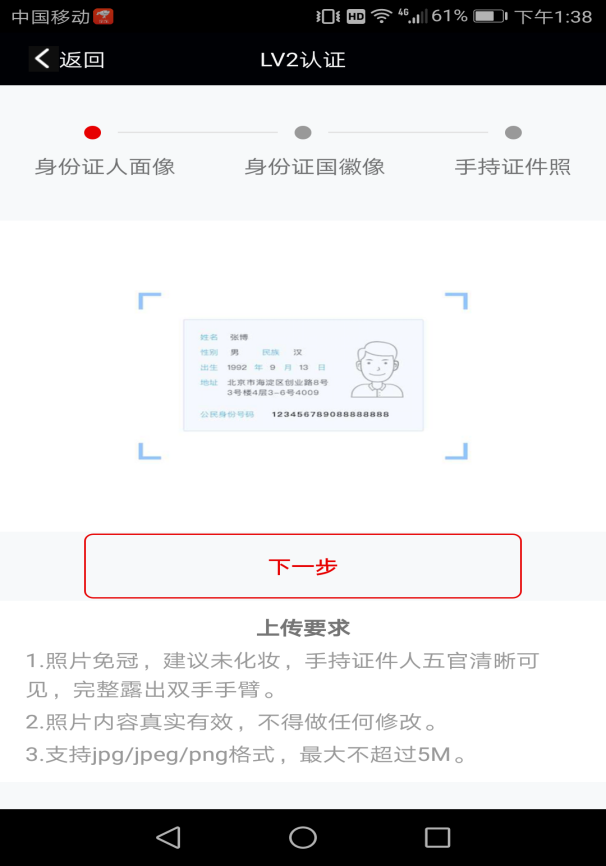 中国移动
HD 4G 61% 下午1:38
返回
LV2认证
身份证人面像
身份证国徽像
手持证件照
姓名 张博
性别 男 民族 汉
出生 1992 年 9 月 13 日
地址 北京市海淀区创业路8号
3号楼4层3-6号4009
公民身份号码 123456789088888888
下一步
上传要求
1.照片免冠，建议未化妆，手持证件人五官清晰可
见，完整露出双手手臂。
2.照片内容真实有效，不得做任何修改。
3.支持jpg/jpeg/png格式，最大不超过5M。